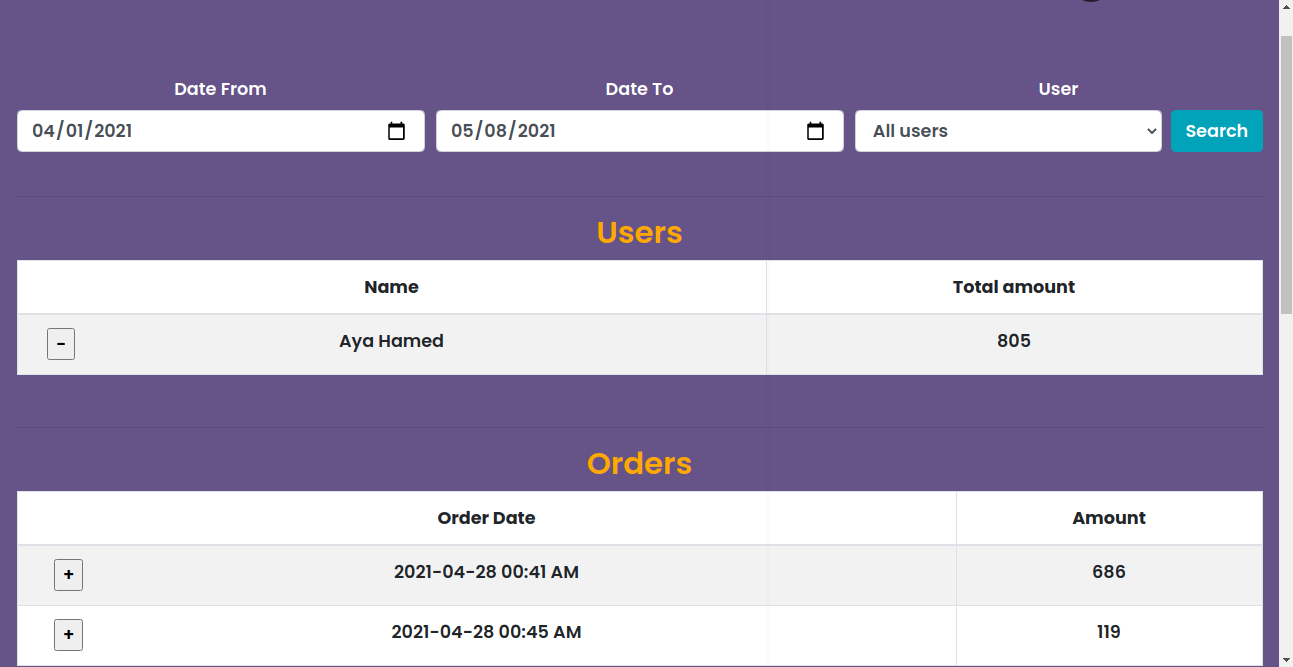 Date From Date To User
04/01/2021 05/08/2021 All users Search
Users
Name Total amount
- Aya Hamed 805
Orders
Order Date Amount
+ 2021-04-28 00:41 AM 686
+ 2021-04-28 00:45 AM 119